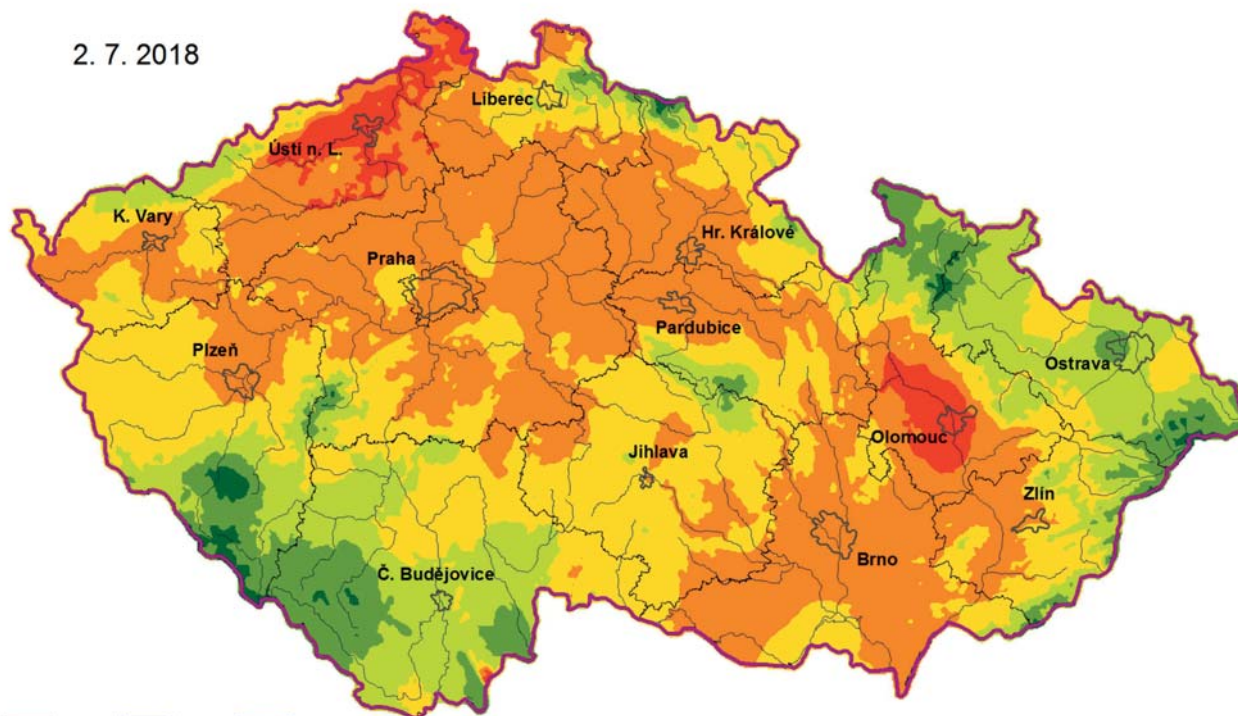 2. 7. 2018
Liberec
Ústí n. L.
K. Vary
Hr. Králové
Praha
Pardubice
Plzeň
Ostrava
Olomouc
Jihlava
Zlín
Brno
Č. Budějovice